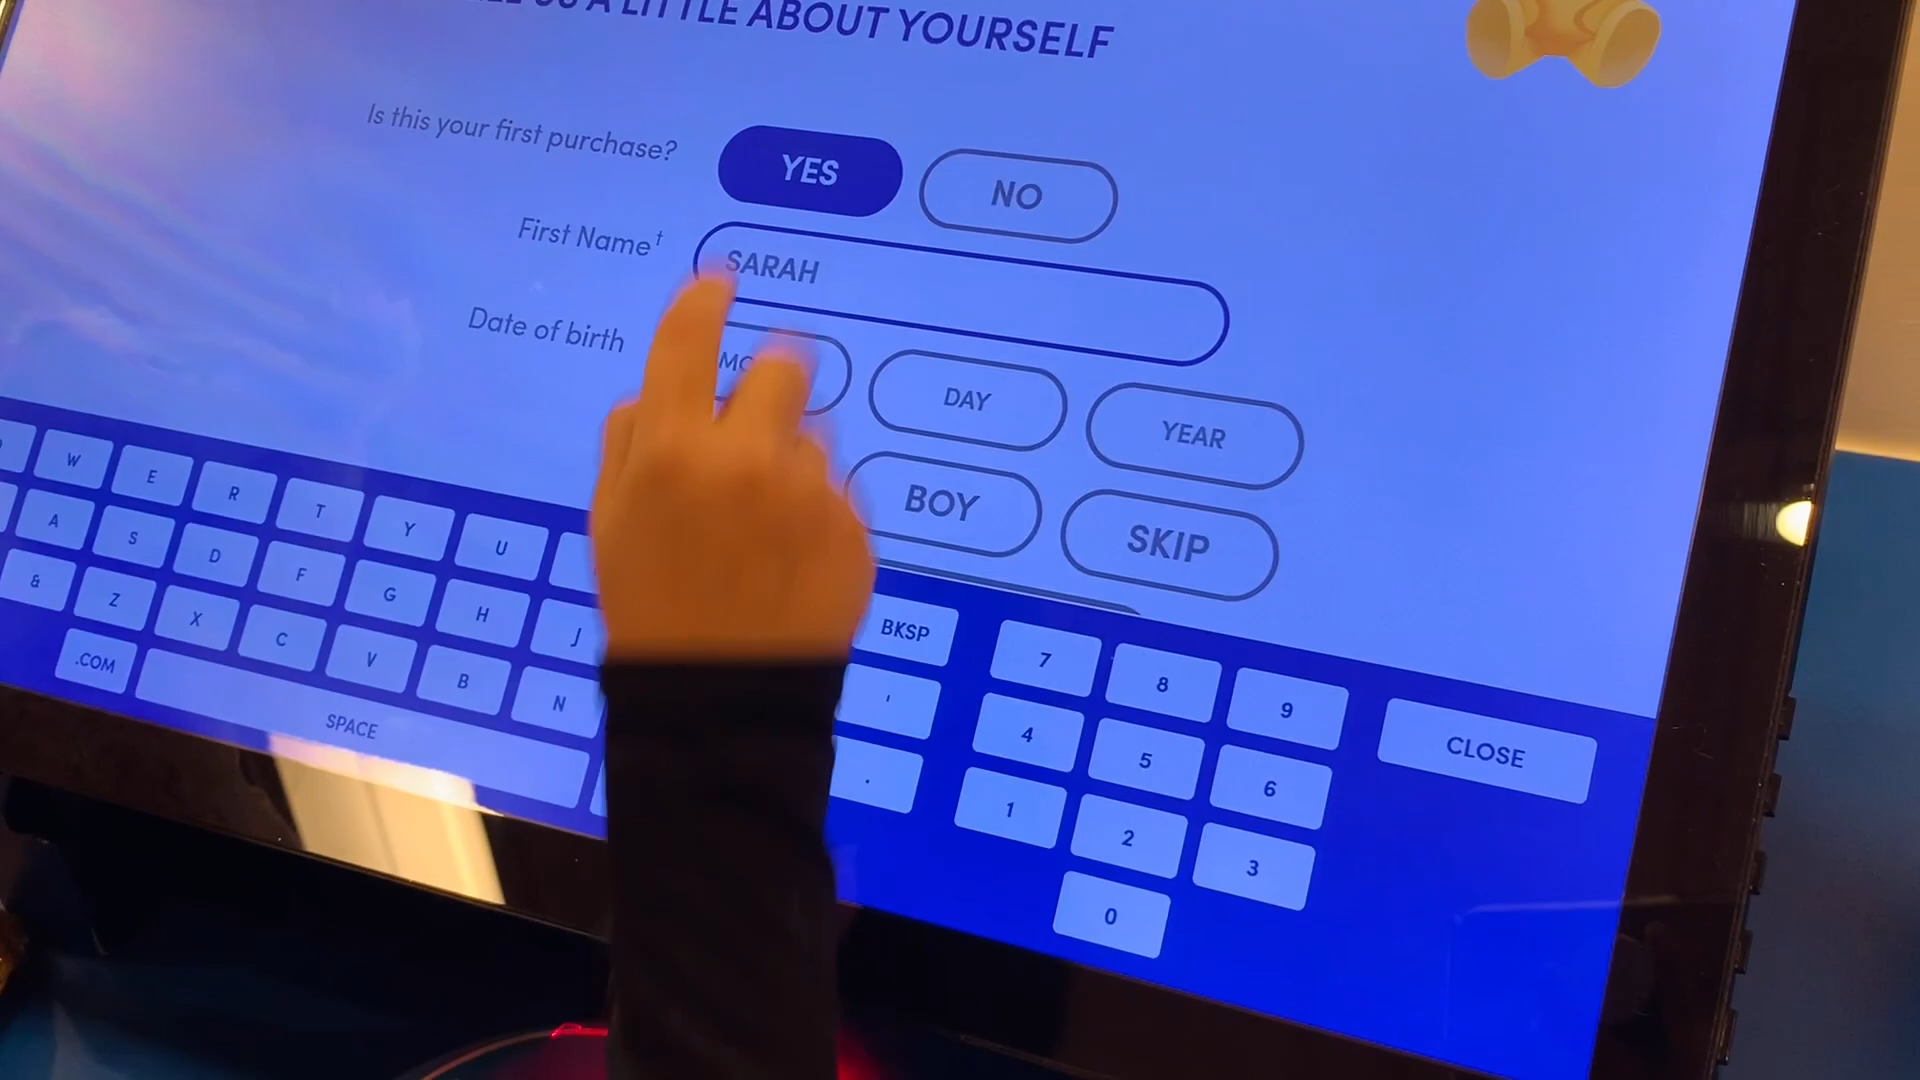 A LITTLE ABOUT YOURSELF
Is this your first purchase?
YES
NO
First Name†
SARAH
Date of birth
DAY
YEAR
BOY
SKIP
W E R T Y U
A S D F G H J
BKSP
& Z X C V B N
'
.COM
SPACE
.
7 8 9
4 5 6
1 2 3
0
CLOSE